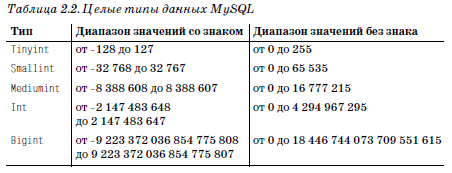 Таблица 2.2. Целые типы данных MySQL
Тип Диапазон значений со знаком Диапазон значений без знака
Tinyint от -128 до 127 от 0 до 255
Smallint от -32 768 до 32 767 от 0 до 65 535
Mediumint от -8 388 608 до 8 388 607 от 0 до 16 777 215
Int от -2 147 483 648 от 0 до 4 294 967 295
до 2 147 483 647
Bigint от -9 223 372 036 854 775 808 от 0 до 18 446 744 073 709 551 615
до 9 223 372 036 854 775 807